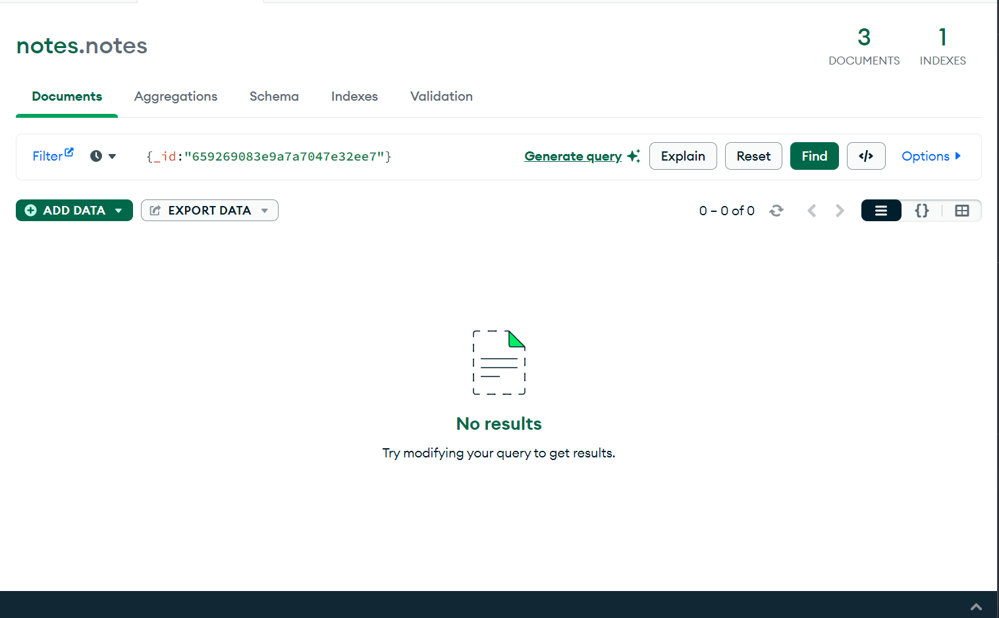 notes.notes
3
DOCUMENTS
1
INDEXES
Documents
Aggregations
Schema
Indexes
Validation
Filter
{_id:"659269083e9a7a7047e32ee7"}
Generate query
Explain
Reset
Find
</>
Options
ADD DATA
EXPORT DATA
0 – 0 of 0
{}
No results
Try modifying your query to get results.